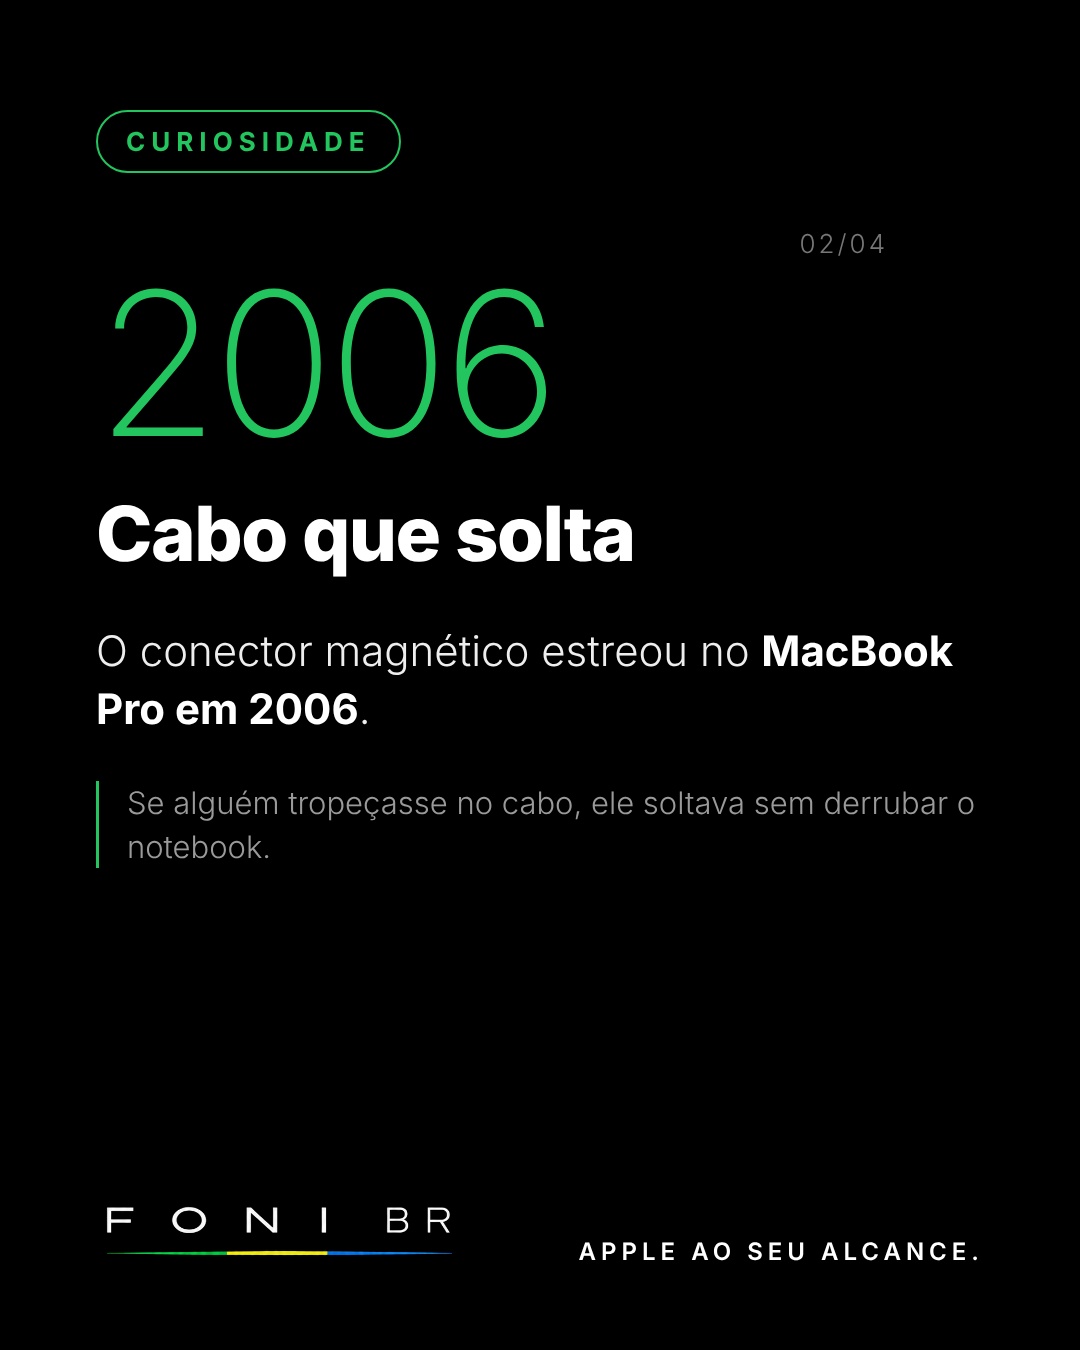 CURIOSIDADE
02/04
2006
Cabo que solta
O conector magnético estreou no MacBook
Pro em 2006.
Se alguém tropeçasse no cabo, ele soltava sem derrubar o
notebook.
FONI BR
APPLE AO SEU ALCANCE.